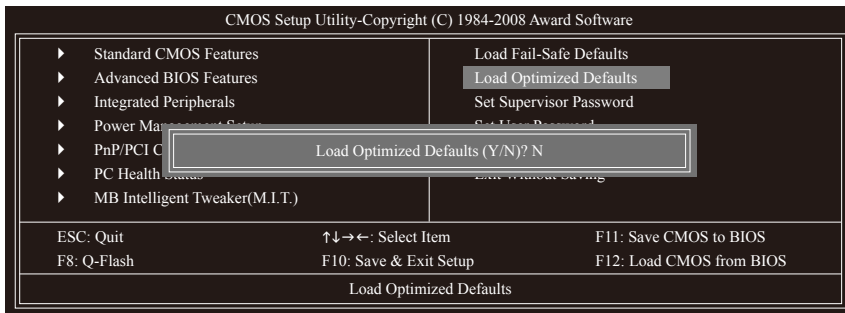 CMOS Setup Utility-Copyright (C) 1984-2008 Award Software
Standard CMOS Features
Advanced BIOS Features
Integrated Peripherals
Power
PnP/PCI
PC Health
MB Intelligent Tweaker(M.I.T.)
Load Fail-Safe Defaults
Load Optimized Defaults
Set Supervisor Password
Load Optimized Defaults (Y/N)? N
Exit Without Saving
ESC: Quit
↑↓→←: Select Item
F11: Save CMOS to BIOS
F8: Q-Flash
F10: Save & Exit Setup
F12: Load CMOS from BIOS
Load Optimized Defaults